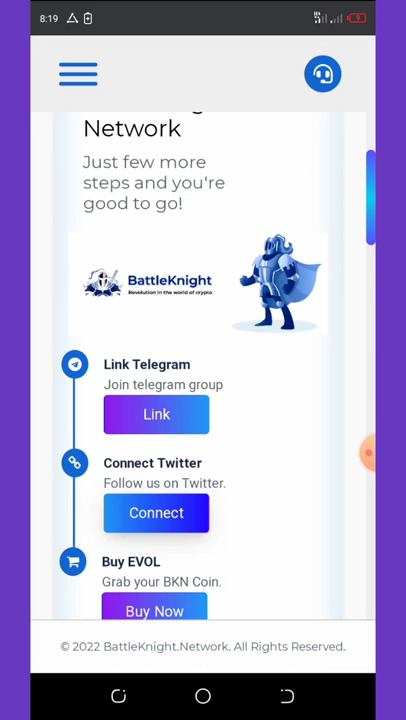 8:19
Network
Just few more
steps and you're
good to go!
BattleKnight
Revolution in the world of crypto
Link Telegram
Join telegram group
Link
Connect Twitter
Follow us on Twitter.
Connect
Buy EVOL
Grab your BKN Coin.
Buy Now
© 2022 BattleKnight.Network. All Rights Reserved.